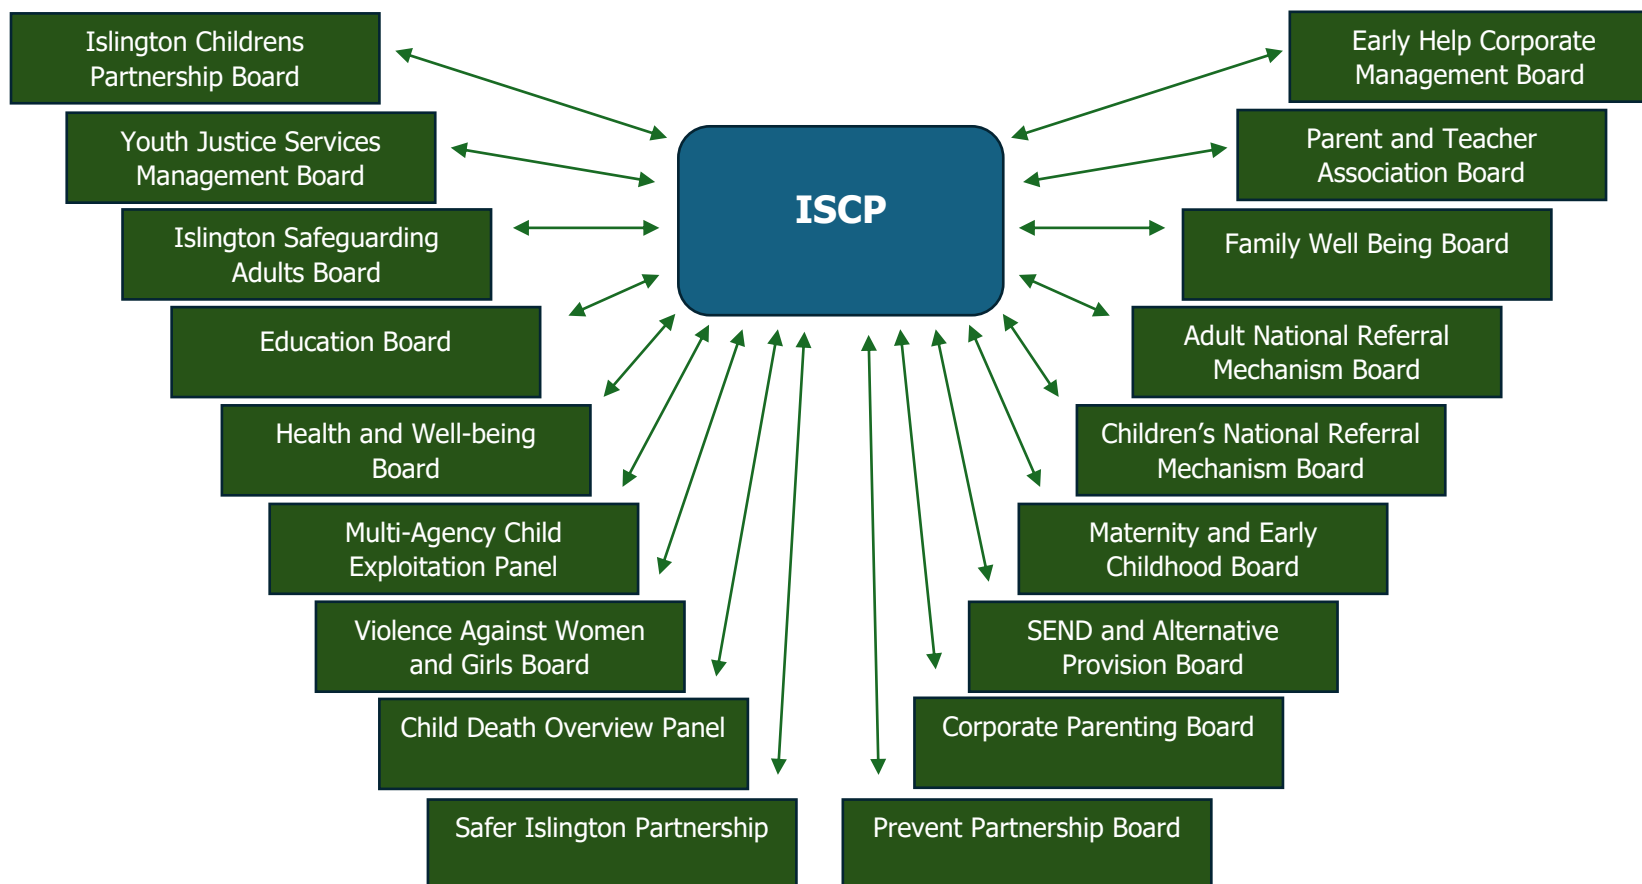 Islington Childrens
Partnership Board
Youth Justice Services
Management Board
Islington Safeguarding
Adults Board
Education Board
Health and Well-being
Board
Multi-Agency Child
Exploitation Panel
Violence Against Women
and Girls Board
Child Death Overview Panel
Safer Islington Partnership
ISCP
Early Help Corporate
Management Board
Parent and Teacher
Association Board
Family Well Being Board
Adult National Referral
Mechanism Board
Children’s National Referral
Mechanism Board
Maternity and Early
Childhood Board
SEND and Alternative
Provision Board
Corporate Parenting Board
Prevent Partnership Board